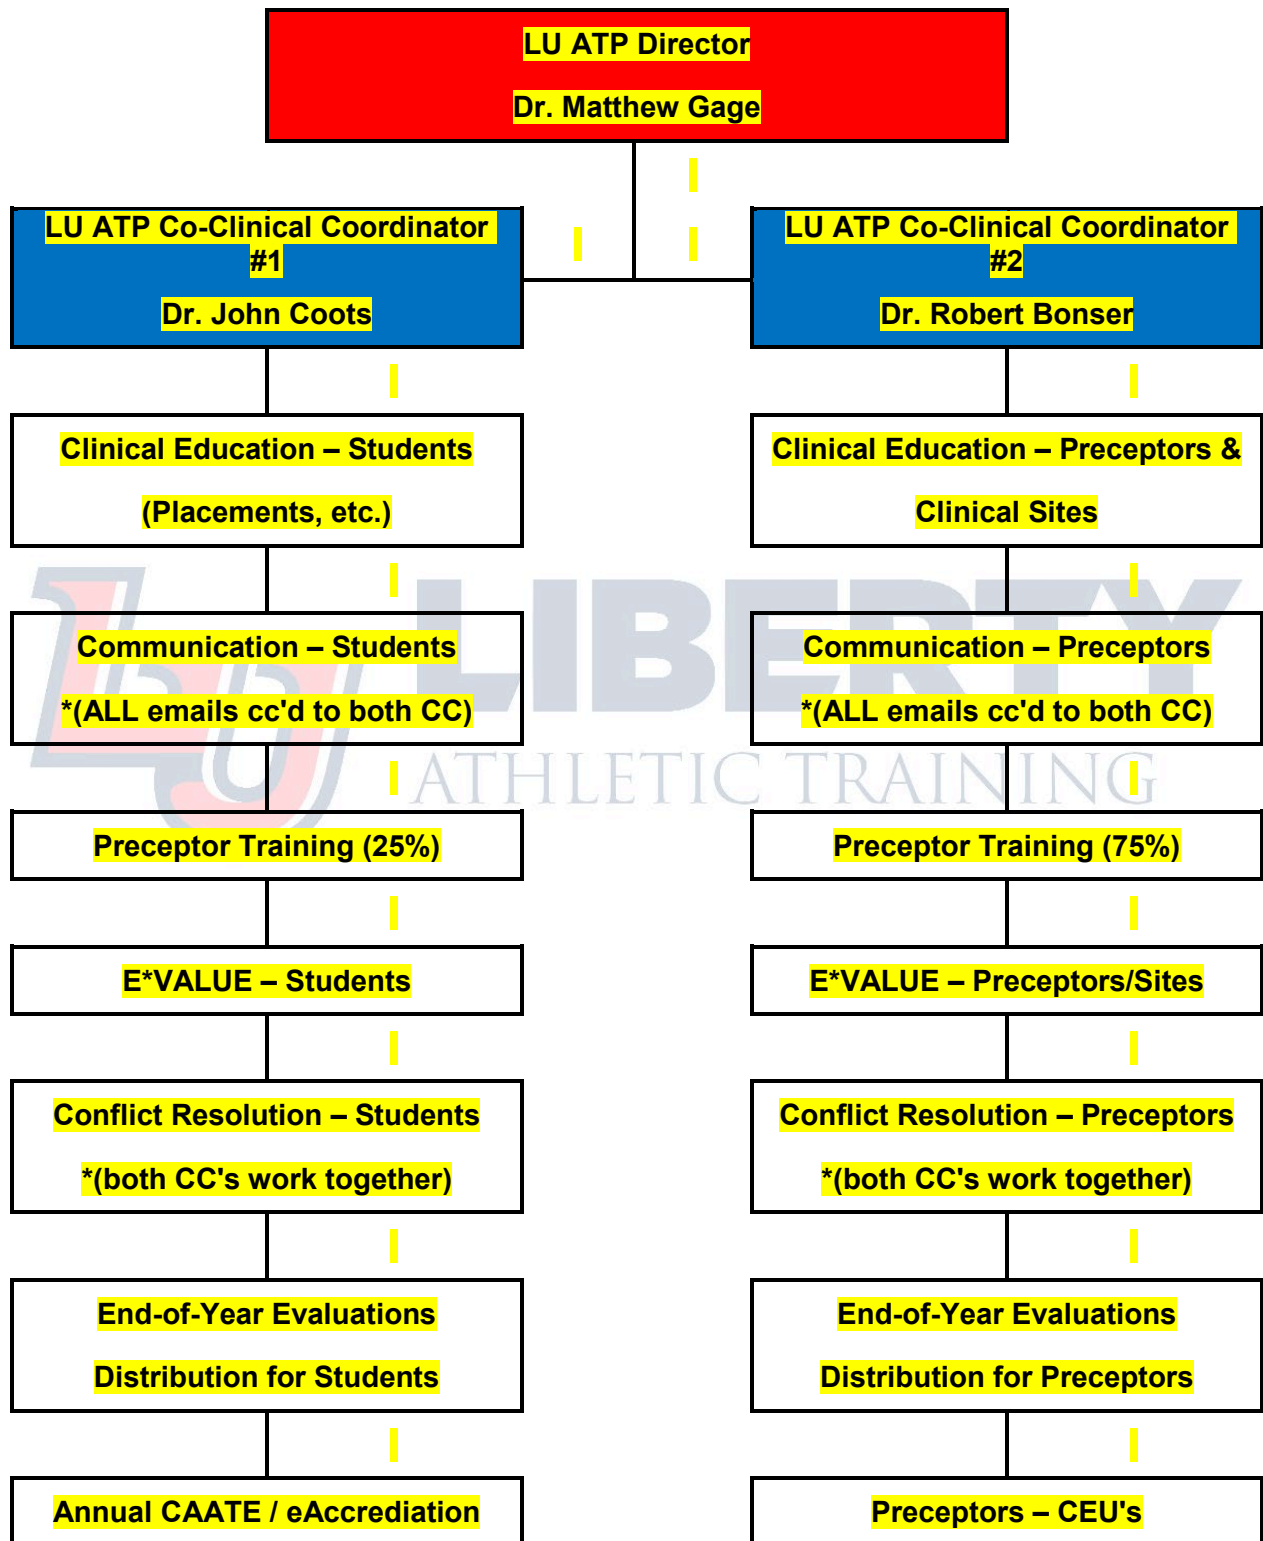 LU ATP Director
Dr. Matthew Gage
LU ATP Co-Clinical Coordinator
#1
Dr. John Coots
LU ATP Co-Clinical Coordinator
#2
Dr. Robert Bonser
Clinical Education – Students
(Placements, etc.)
Clinical Education – Preceptors &
Clinical Sites
LU LIBERTY
ATHLETIC TRAINING
Communication – Students
*(ALL emails cc'd to both CC)
Communication – Preceptors
*(ALL emails cc'd to both CC)
Preceptor Training (25%)
Preceptor Training (75%)
E*VALUE – Students
E*VALUE – Preceptors/Sites
Conflict Resolution – Students
*(both CC's work together)
Conflict Resolution – Preceptors
*(both CC's work together)
End-of-Year Evaluations
Distribution for Students
End-of-Year Evaluations
Distribution for Preceptors
Annual CAATE / eAccrediation
Preceptors – CEU's